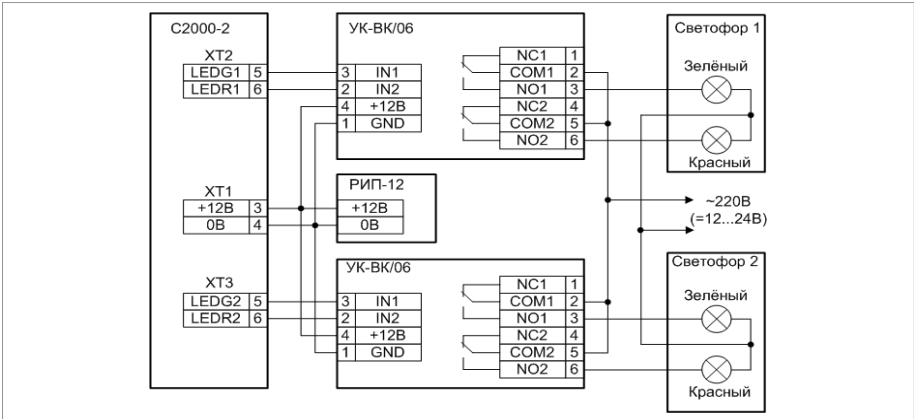 С2000-2
XT2
LEDG1 5
LEDR1 6
XT1
+12В 3
0В 4
XT3
LEDG2 5
LEDR2 6
УК-ВК/06
3 IN1
2 IN2
4 +12В
1 GND
NC1 1
COM1 2
NO1 3
NC2 4
COM2 5
NO2 6
РИП-12
+12В
0В
УК-ВК/06
3 IN1
2 IN2
4 +12В
1 GND
NC1 1
COM1 2
NO1 3
NC2 4
COM2 5
NO2 6
Светофор 1
Зелёный
Красный
~220В
(=12...24В)
Светофор 2
Зелёный
Красный